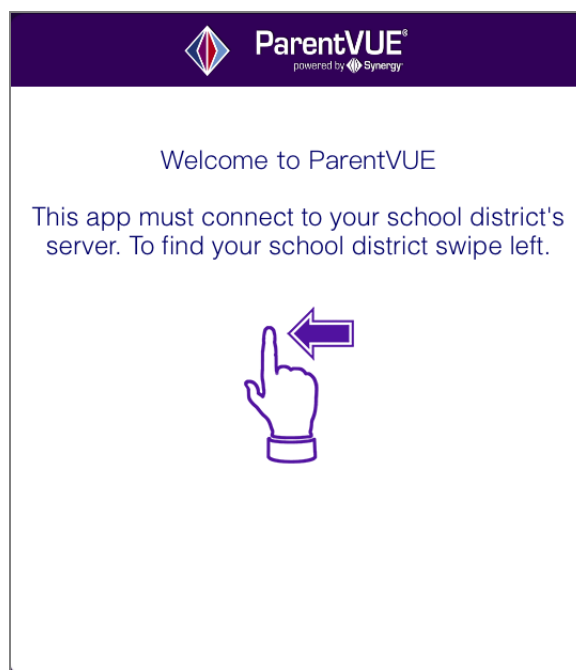 ParentVUE®
powered by Synergy
Welcome to ParentVUE
This app must connect to your school district's
server. To find your school district swipe left.